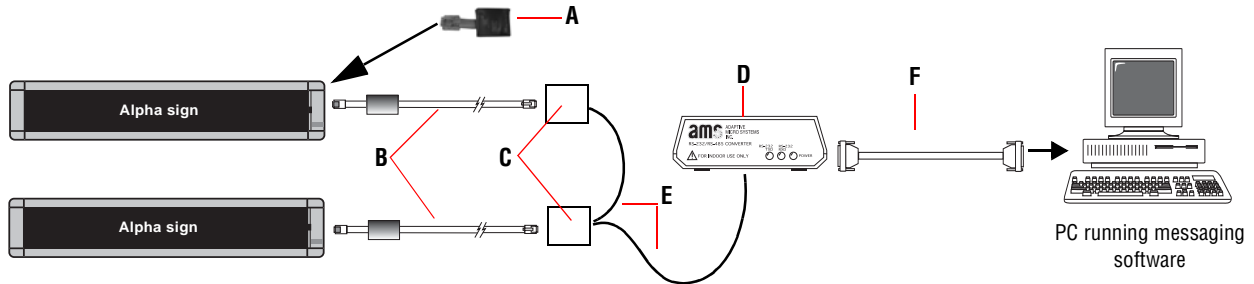 A
Alpha sign
B
C
D
F
ams ADAPTIVE
MICRO SYSTEMS
INC.
RS-232/RS-485 CONVERTER
FOR INDOOR USE ONLY
POWER
E
Alpha sign
PC running messaging
software